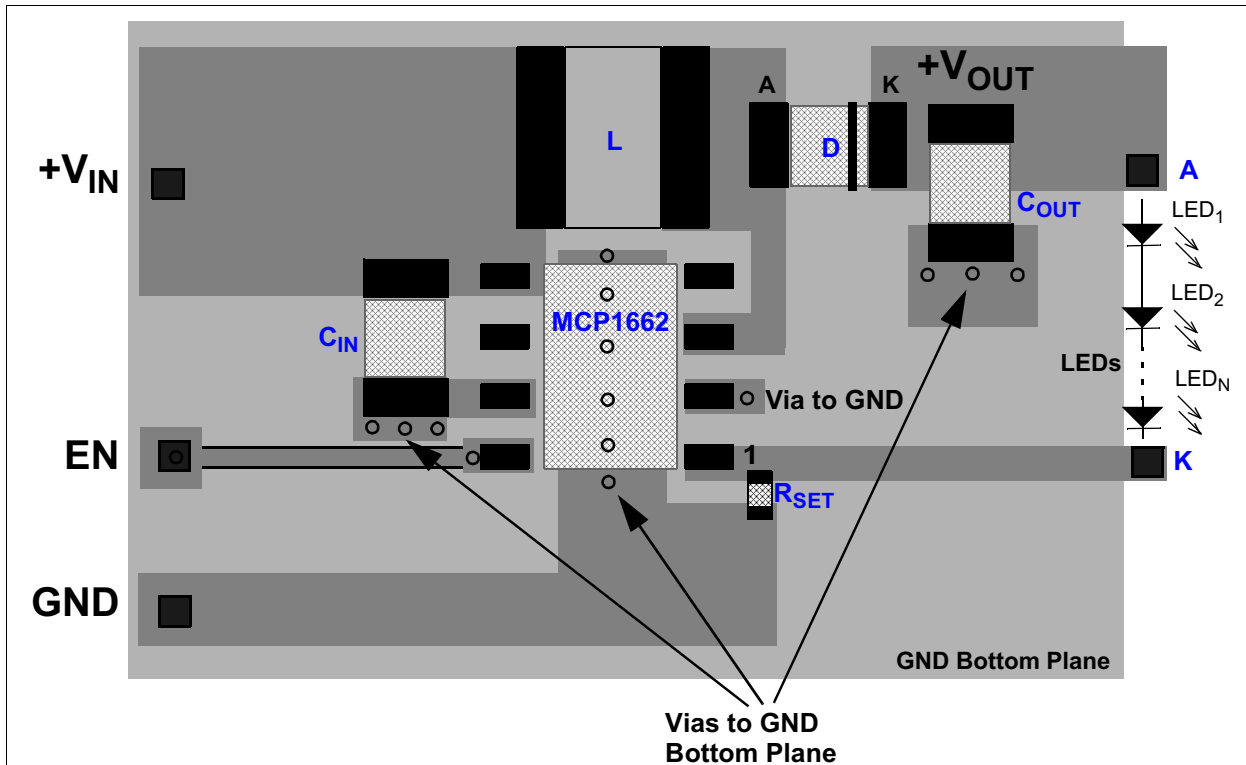 A
K
+VOUT
L
D
+VIN
A
COUT
LED1
LED2
MCP1662
CIN
LEDs
LEDN
Via to GND
EN
1
K
RSET
GND
GND Bottom Plane
Vias to GND
Bottom Plane